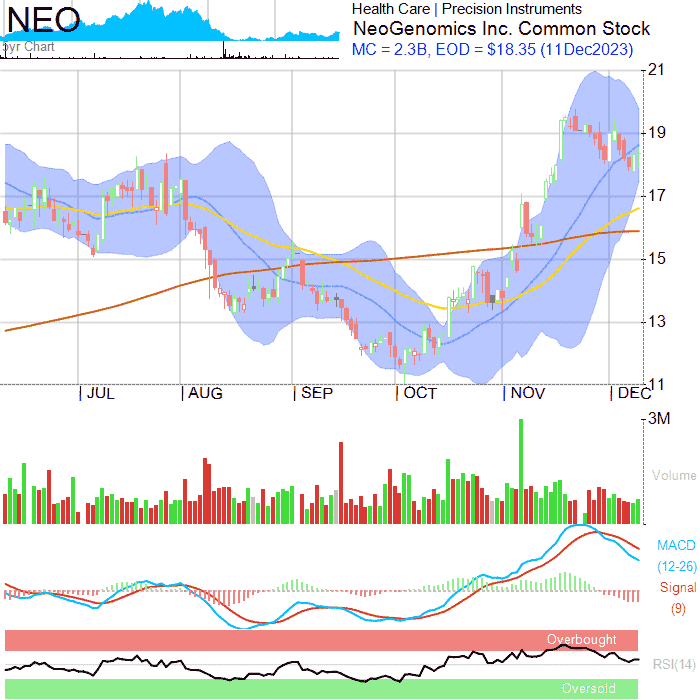 NEO
5yr Chart
Health Care | Precision Instruments
NeoGenomics Inc. Common Stock
MC = 2.3B, EOD = $18.35 (11Dec2023)
21
19
17
15
13
11
JUL AUG SEP OCT NOV DEC
3M
Volume
MACD
(12-26)
Signal
(9)
Overbought
RSI(14)
Oversold